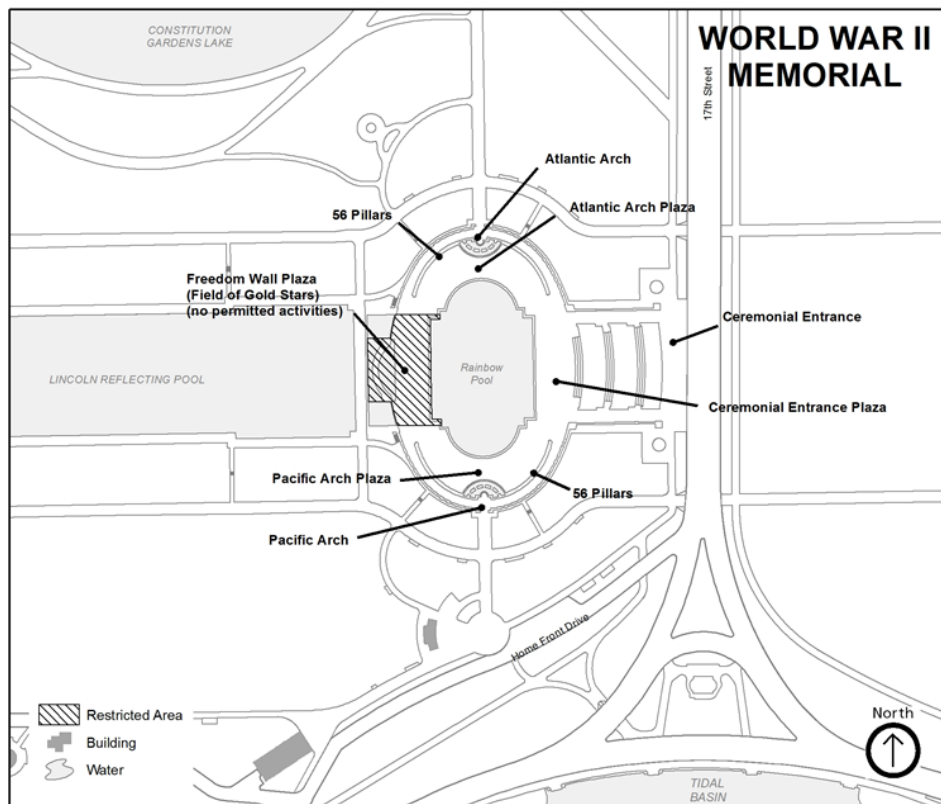 CONSTITUTION
GARDENS LAKE
WORLD WAR II
MEMORIAL
17th Street
Atlantic Arch
Atlantic Arch Plaza
56 Pillars
Freedom Wall Plaza
(Field of Gold Stars)
(no permitted activities)
Ceremonial Entrance
LINCOLN REFLECTING POOL
Rainbow
Pool
Ceremonial Entrance Plaza
Pacific Arch Plaza
56 Pillars
Pacific Arch
Home Front Drive
Restricted Area
Building
Water
North
TIDAL
BASIN